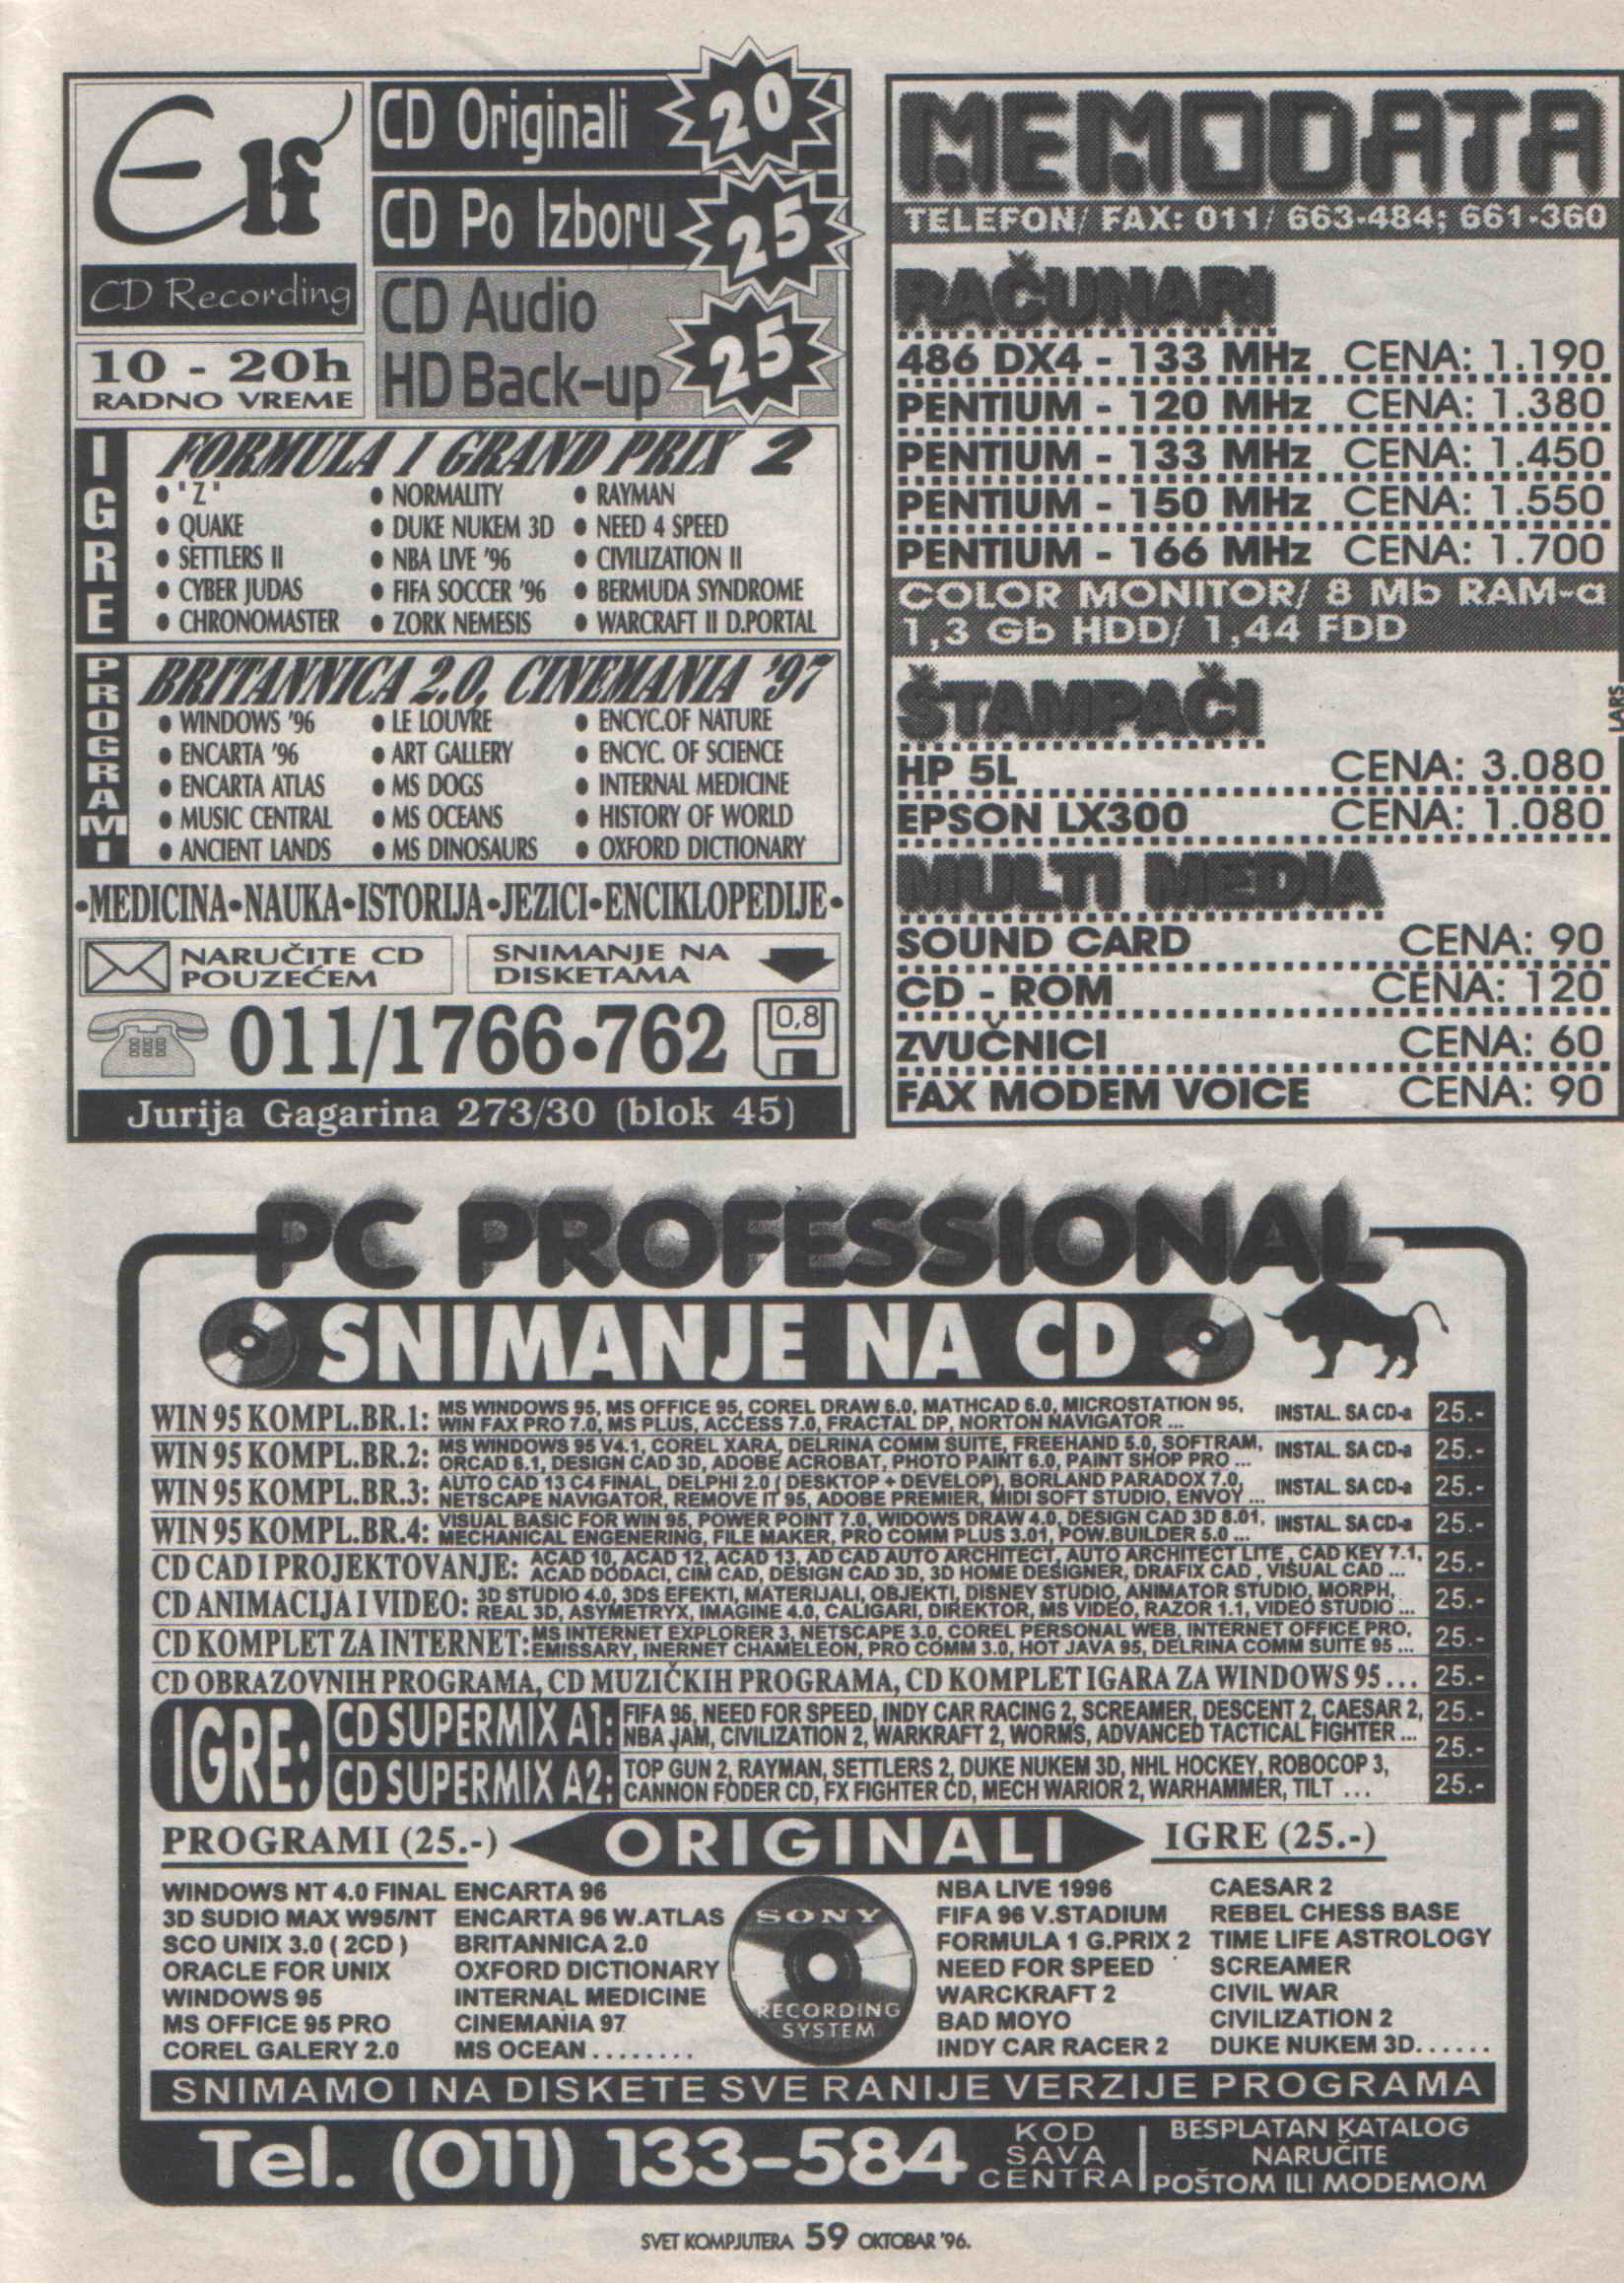 Elf
CD Recording
10 - 20h
RADNO VREME
CD Originali 20
CD Po Izboru 25
CD Audio
HD Back-up 25
IGRE
FORMULA 1 GRAND PRIX 2
• "Z"
• QUAKE
• SETTLERS II
• CYBER JUDAS
• CHRONOMASTER
• NORMALITY
• DUKE NUKEM 3D
• NBA LIVE '96
• FIFA SOCCER '96
• ZORK NEMESIS
• RAYMAN
• NEED 4 SPEED
• CIVILIZATION II
• BERMUDA SYNDROME
• WARCRAFT II D.PORTAL
PROGRAMI
BRITANNICA 2.0, CINEMANIA '97
• WINDOWS '96
• ENCARTA '96
• ENCARTA ATLAS
• MUSIC CENTRAL
• ANCIENT LANDS
• LE LOUVRE
• ART GALLERY
• MS DOGS
• MS OCEANS
• MS DINOSAURS
• ENCYC.OF NATURE
• ENCYC. OF SCIENCE
• INTERNAL MEDICINE
• HISTORY OF WORLD
• OXFORD DICTIONARY
•MEDICINA•NAUKA•ISTORIJA•JEZICI•ENCIKLOPEDIJE•
NARUČITE CD
POUZEĆEM
SNIMANJE NA
DISKETAMA
011/1766•762
0,8
Jurija Gagarina 273/30 (blok 45)
MEMODATA
TELEFON/ FAX: 011/ 663-484; 661-360
RAČUNARI
486 DX4 - 133 MHz CENA: 1.190
PENTIUM - 120 MHz CENA: 1.380
PENTIUM - 133 MHz CENA: 1.450
PENTIUM - 150 MHz CENA: 1.550
PENTIUM - 166 MHz CENA: 1.700
COLOR MONITOR/ 8 Mb RAM-a
1,3 Gb HDD/ 1,44 FDD
ŠTAMPAČI
HP 5L CENA: 3.080
EPSON LX300 CENA: 1.080
MULTI MEDIA
SOUND CARD CENA: 90
CD - ROM CENA: 120
ZVUČNICI CENA: 60
FAX MODEM VOICE CENA: 90
LARS
PC PROFESSIONAL
SNIMANJE NA CD
WIN 95 KOMPL.BR.1: MS WINDOWS 95, MS OFFICE 95, COREL DRAW 6.0, MATHCAD 6.0, MICROSTATION 95,
WIN FAX PRO 7.0, MS PLUS, ACCESS 7.0, FRACTAL DP, NORTON NAVIGATOR ... INSTAL. SA CD-a 25.-
WIN 95 KOMPL.BR.2: MS WINDOWS 95 V4.1, COREL XARA, DELRINA COMM SUITE, FREEHAND 5.0, SOFTRAM,
ORCAD 6.1, DESIGN CAD 3D, ADOBE ACROBAT, PHOTO PAINT 6.0, PAINT SHOP PRO ... INSTAL. SA CD-a 25.-
WIN 95 KOMPL.BR.3: AUTO CAD 13 C4 FINAL, DELPHI 2.0 ( DESKTOP + DEVELOP), BORLAND PARADOX 7.0,
NETSCAPE NAVIGATOR, REMOVE IT 95, ADOBE PREMIER, MIDI SOFT STUDIO, ENVOY ... INSTAL. SA CD-a 25.-
WIN 95 KOMPL.BR.4: VISUAL BASIC FOR WIN 95, POWER POINT 7.0, WIDOWS DRAW 4.0, DESIGN CAD 3D 8.01,
MECHANICAL ENGENERING, FILE MAKER, PRO COMM PLUS 3.01, POW.BUILDER 5.0 ... INSTAL. SA CD-a 25.-
CD CAD I PROJEKTOVANJE: ACAD 10, ACAD 12, ACAD 13, AD CAD AUTO ARCHITECT, AUTO ARCHITECT LITE , CAD KEY 7.1,
ACAD DODACI, CIM CAD, DESIGN CAD 3D, 3D HOME DESIGNER, DRAFIX CAD , VISUAL CAD ... 25.-
CD ANIMACIJA I VIDEO: 3D STUDIO 4.0, 3DS EFEKTI, MATERIJALI, OBJEKTI, DISNEY STUDIO, ANIMATOR STUDIO, MORPH,
REAL 3D, ASYMETRYX, IMAGINE 4.0, CALIGARI, DIREKTOR, MS VIDEO, RAZOR 1.1, VIDEO STUDIO ... 25.-
CD KOMPLET ZA INTERNET: MS INTERNET EXPLORER 3, NETSCAPE 3.0, COREL PERSONAL WEB, INTERNET OFFICE PRO,
EMISSARY, INERNET CHAMELEON, PRO COMM 3.0, HOT JAVA 95, DELRINA COMM SUITE 95 ... 25.-
CD OBRAZOVNIH PROGRAMA, CD MUZIČKIH PROGRAMA, CD KOMPLET IGARA ZA WINDOWS 95 ... 25.-
IGRE:
CD SUPERMIX A1: FIFA 96, NEED FOR SPEED, INDY CAR RACING 2, SCREAMER, DESCENT 2, CAESAR 2,
NBA JAM, CIVILIZATION 2, WARKRAFT 2, WORMS, ADVANCED TACTICAL FIGHTER ... 25.-
25.-
CD SUPERMIX A2: TOP GUN 2, RAYMAN, SETTLERS 2, DUKE NUKEM 3D, NHL HOCKEY, ROBOCOP 3,
CANNON FODER CD, FX FIGHTER CD, MECH WARIOR 2, WARHAMMER, TILT ... 25.-
PROGRAMI (25.-) ORIGINALI IGRE (25.-)
WINDOWS NT 4.0 FINAL
3D SUDIO MAX W95/NT
SCO UNIX 3.0 ( 2CD )
ORACLE FOR UNIX
WINDOWS 95
MS OFFICE 95 PRO
COREL GALERY 2.0
ENCARTA 96
ENCARTA 96 W.ATLAS
BRITANNICA 2.0
OXFORD DICTIONARY
INTERNAL MEDICINE
CINEMANIA 97
MS OCEAN ........
SONY
RECORDING
SYSTEM
NBA LIVE 1996
FIFA 96 V.STADIUM
FORMULA 1 G.PRIX 2
NEED FOR SPEED
WARCKRAFT 2
BAD MOYO
INDY CAR RACER 2
CAESAR 2
REBEL CHESS BASE
TIME LIFE ASTROLOGY
SCREAMER
CIVIL WAR
CIVILIZATION 2
DUKE NUKEM 3D......
SNIMAMO I NA DISKETE SVE RANIJE VERZIJE PROGRAMA
Tel. (011) 133-584
KOD
SAVA
CENTRA
BESPLATAN KATALOG
NARUČITE
POŠTOM ILI MODEMOM
SVET KOMPJUTERA 59 OKTOBAR '96.